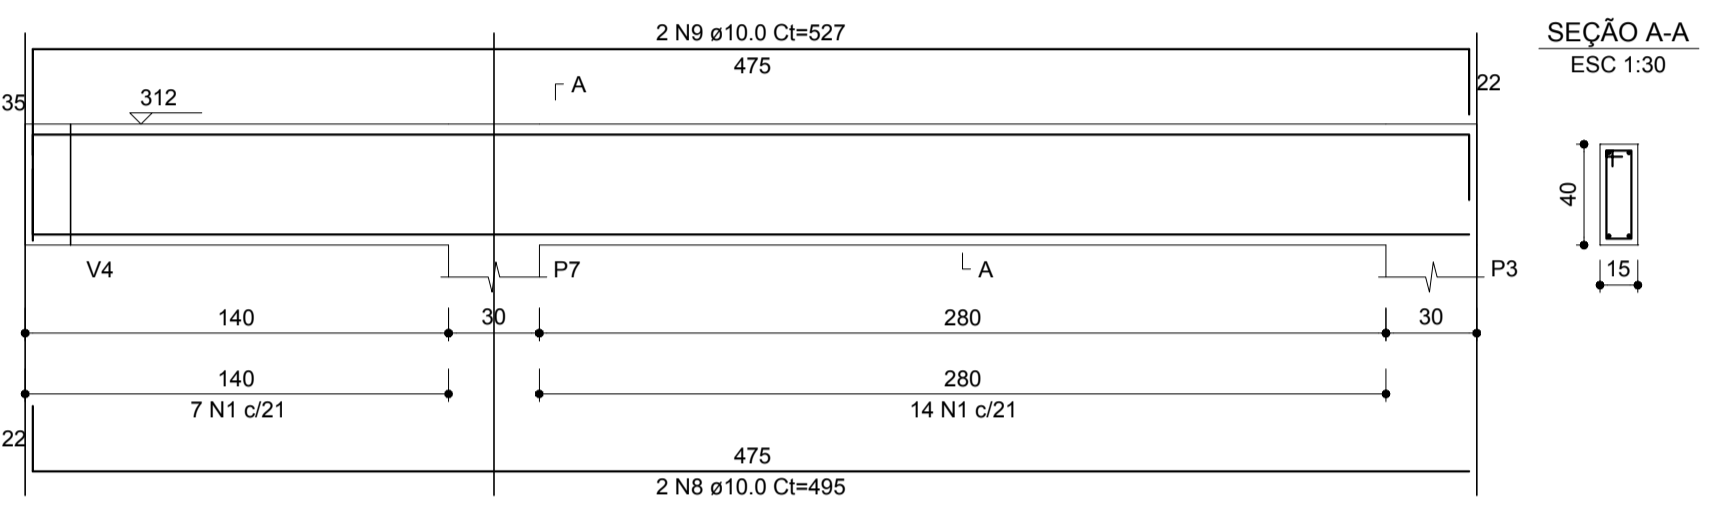 2 N9 ø10.0 Ct=527
475
SEÇÃO A-A
ESC 1:30
35
312
A
22
40
15
V4
P7
A
P3
140
30
280
30
140
280
7 N1 c/21
14 N1 c/21
22
475
2 N8 ø10.0 Ct=495